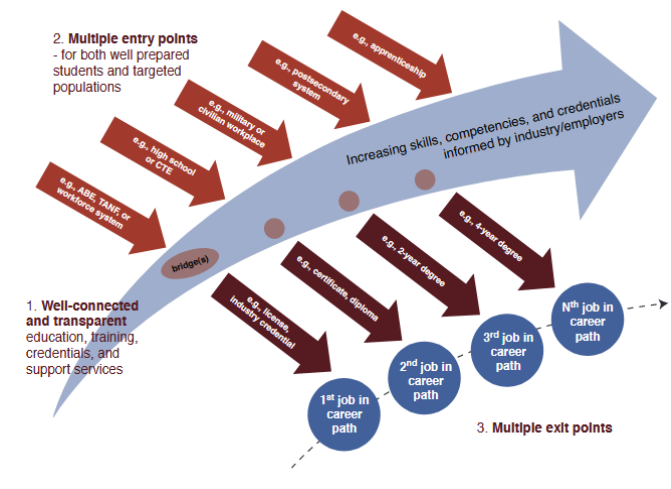 2. Multiple entry points
- for both well prepared
students and targeted
populations
e.g., apprenticeship
e.g., postsecondary
system
e.g., military or
civilian workplace
e.g., high school
or CTE
e.g., ABE, TANF, or
workforce system
Increasing skills, competencies, and credentials
informed by industry/employers
bridge(s)
1. Well-connected
and transparent
education, training,
credentials, and
support services
e.g., license,
industry credential
e.g., certificate, diploma
e.g., 2-year degree
e.g., 4-year degree
1st job in
career
path
2nd job in
career
path
3rd job in
career
path
Nth job in
career
path
3. Multiple exit points